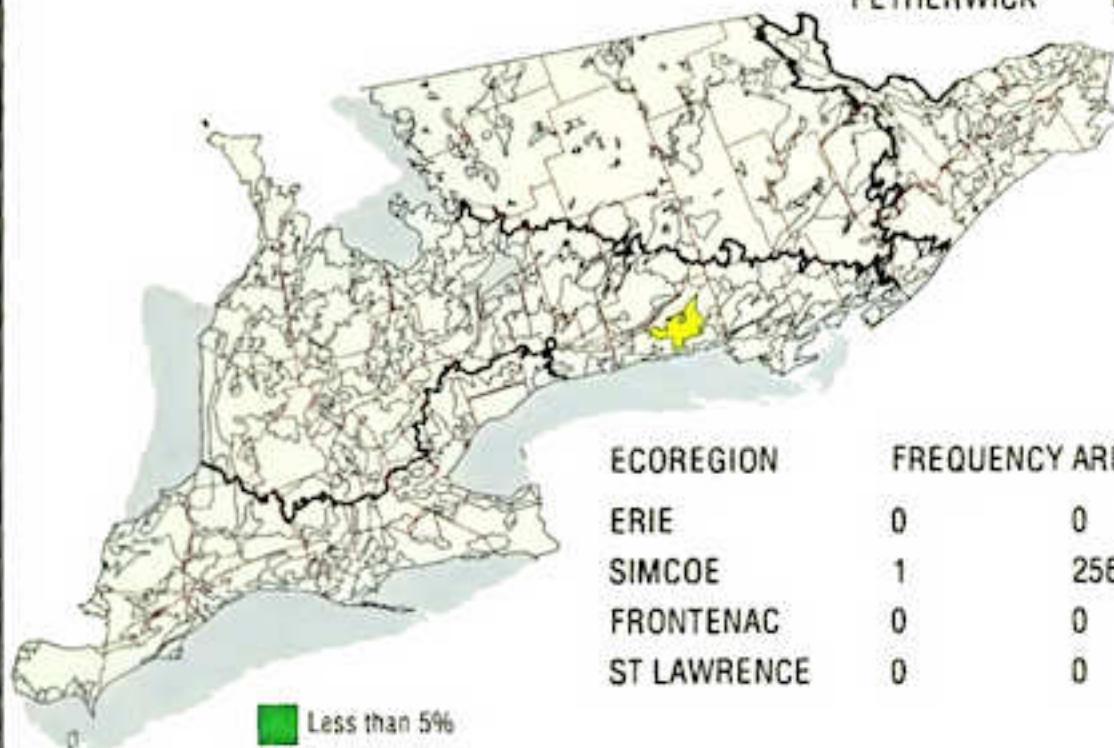 ECOREGION FREQUENCY
ERIE 0 0
SIMCOE 1
FRONTENAC 0 0
ST LAWRENCE 0 0
Less than 5%